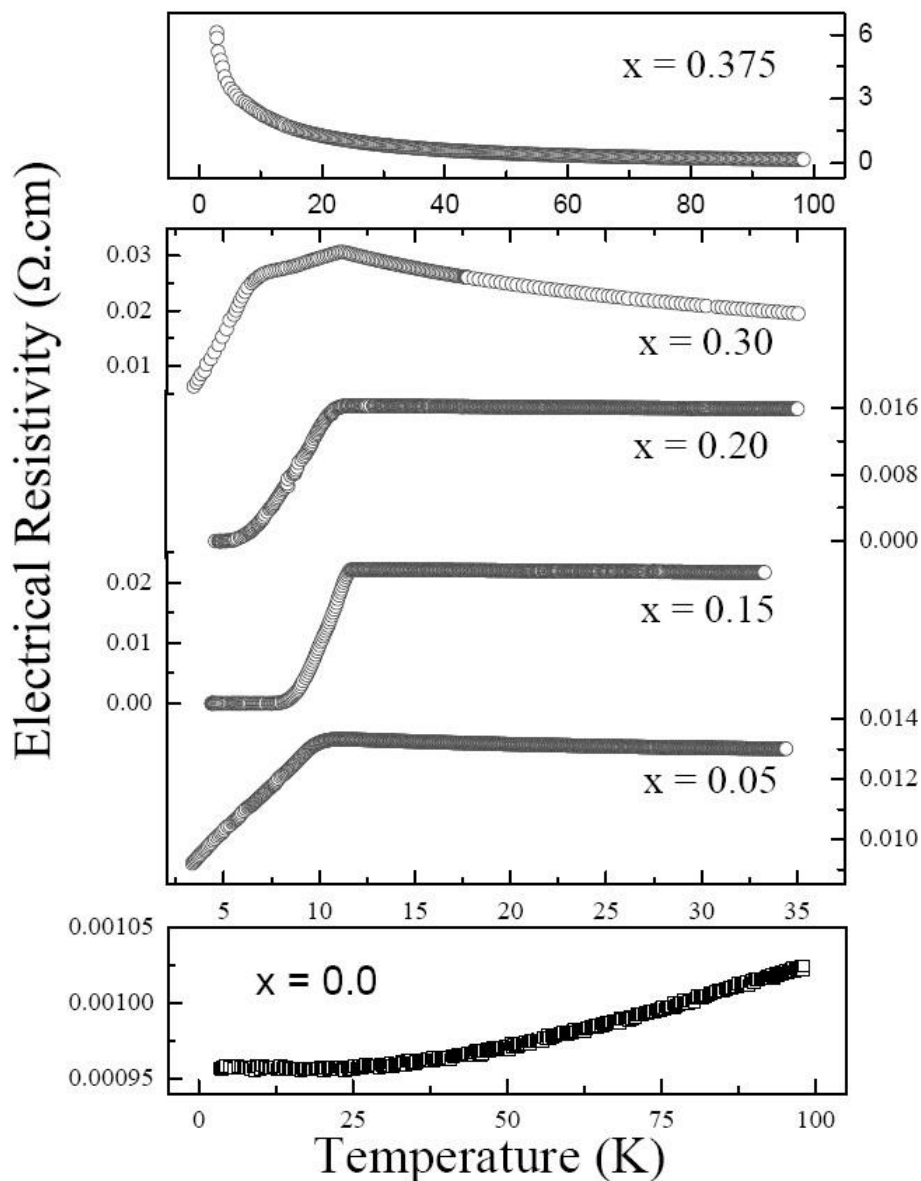 Electrical Resistivity (Ω.cm)
6
x = 0.375
3
0
0 20 40 60 80 100
0.03
0.02
0.01
x = 0.30
0.016
x = 0.20
0.008
0.000
0.02
x = 0.15
0.01
0.00
0.014
x = 0.05
0.012
0.010
5 10 15 20 25 30 35
0.00105
x = 0.0
0.00100
0.00095
0 25 50 75 100
Temperature (K)